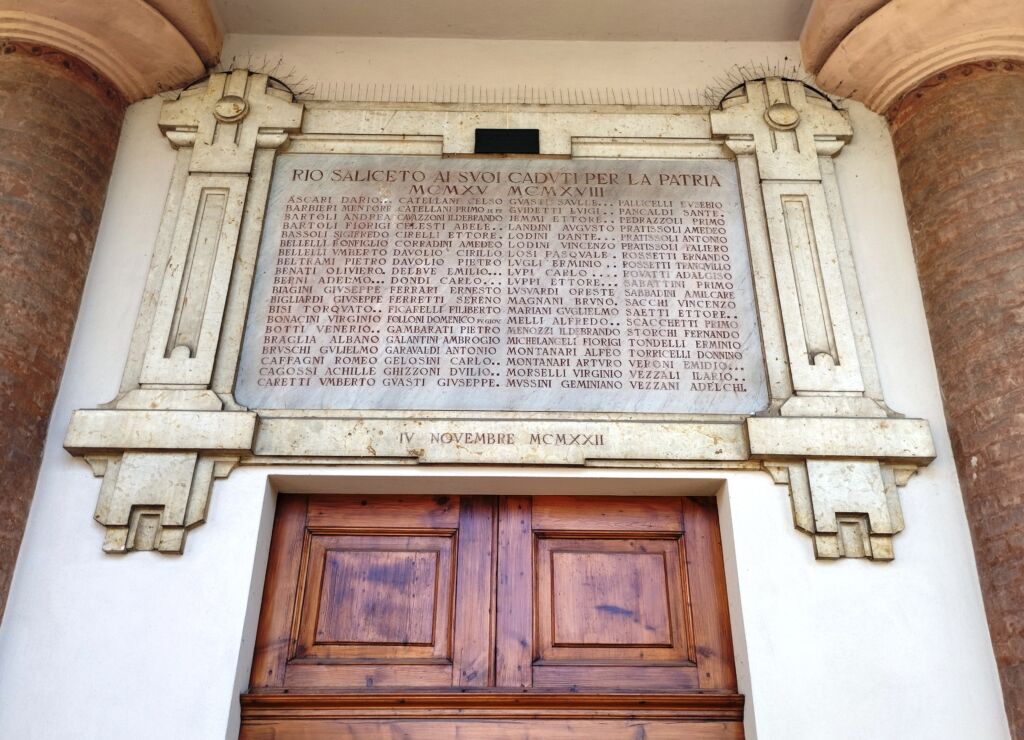 RIO SALICETO AI SVOI CADVTI PER LA PATRIA
MCMXV MCMXVIII
ASCARI DARIO... CATELLANI CELSO GVASTI SAVLLE... PALLICELLI EVSEBIO
BARBIERI MENTORE CATELLANI PRIMO GVIDETTI LVIGI.. PANCALDI SANTE.
BARTOLI ANDREA CAVAZZONI ILDEBRANDO JEMMI ETTORE.. PEDRAZZOLI PRIMO
BARTOLI FIORIGI CELESTI ABELE.. LANDINI AVGVSTO PRATISSOLI AMEDEO
BASSOLI SIGIFREDO CIRELLI ETTORE. LODINI DANTE.... PRATISSOLI ANTONIO
BELLELLI BONFIGLIO CORRADINI AMEDEO LODINI VINCENZO PRATISSOLI FALIERO
BELLELLI VMBERTO DAVOLIO CIRILLO LOSI PASQVALE. ROSSETTI ERNANDO
BELTRAMI PIETRO DAVOLIO PIETRO LVGLI ERMINIO.. ROSSETTI TRANQVILLO
BENATI OLIVIERO. DELBVE EMILIO... LVPI CARLO.... ROVATTI ADALGISO
BERNI ADELMO... DONDI CARLO... LVPPI ETTORE... SABATTINI PRIMO
BIAGINI GIVSEPPE FERRARI ERNESTO LVSVARDI ORESTE SABBADINI AMILCARE
BIGLIARDI GIVSEPPE FERRETTI SERENO MAGNANI BRVNO. SACCHI VINCENZO
BISI TORQVATO.. FICAFELLI FILIBERTO MARIANI GVGLIELMO SAETTI ETTORE..
BONACINI VIRGINIO FOLLONI DOMENICO MELLI ALFREDO.. SCACCHETTI PRIMO
BOTTI VENERIO.. GAMBARATI PIETRO MENOZZI ILDEBRANDO STORCHI FERNANDO
BRAGLIA ALBANO GALANTINI AMBROGIO MICHELANGELI FIORIGI TONDELLI ERMINIO
BRVSCHI GVLIELMO GARAVALDI ANTONIO MONTANARI ALFEO TORRICELLI DONNINO
CAFFAGNI ROMEO GELOSINI CARLO.. MONTANARI ARTVRO VERONI EMIDIO...
CAGOSSI ACHILLE GHIZZONI DVILIO.. MORSELLI VIRGINIO VEZZALI ILARIO..
CARETTI VMBERTO GVASTI GIVSEPPE. MVSSINI GEMINIANO VEZZANI ADELCHI.
IV NOVEMBRE MCMXXII